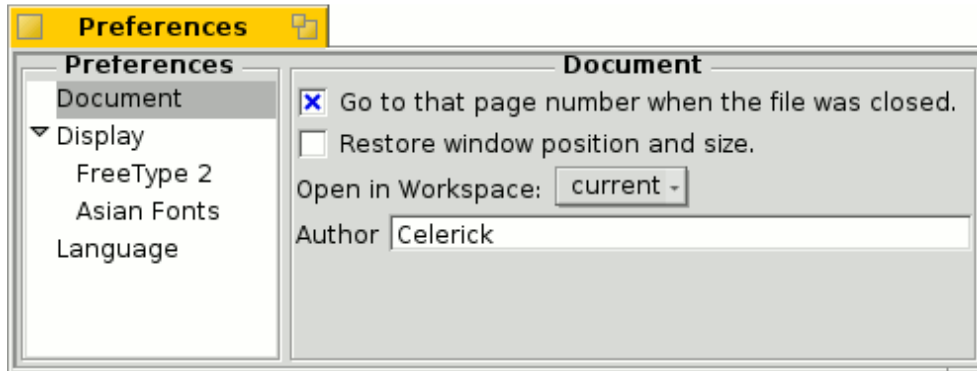 Preferences
Preferences
Document
Display
FreeType 2
Asian Fonts
Language
Document
Go to that page number when the file was closed.
Restore window position and size.
Open in Workspace: current
Author Celerick